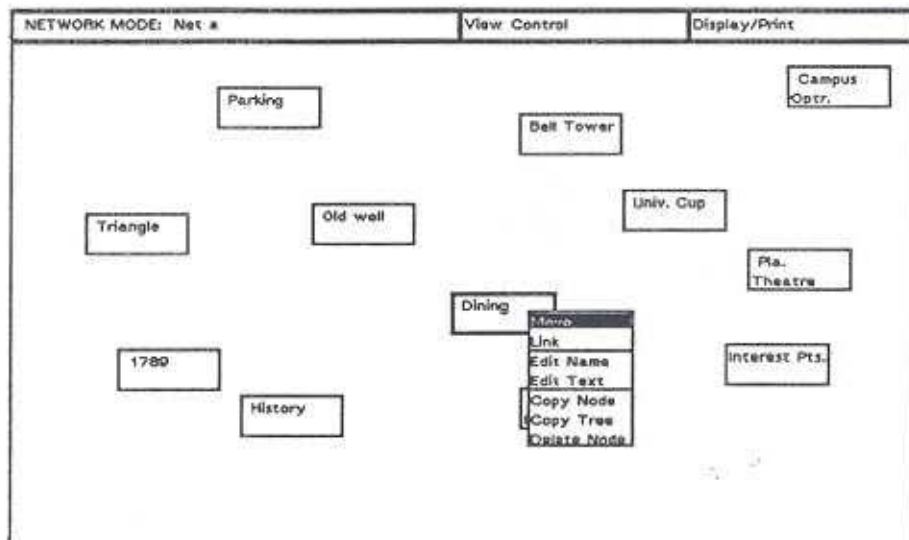 NETWORK MODE: Net a
View Control
Display/Print
Campus
Optr.
Parking
Bell Tower
Univ. Cup
Old well
Triangle
Pla.
Theatre
Dining
Move
Link
Edit Name
Edit Text
Copy Node
Copy Tree
Delete Node
1789
Interest Pts.
History